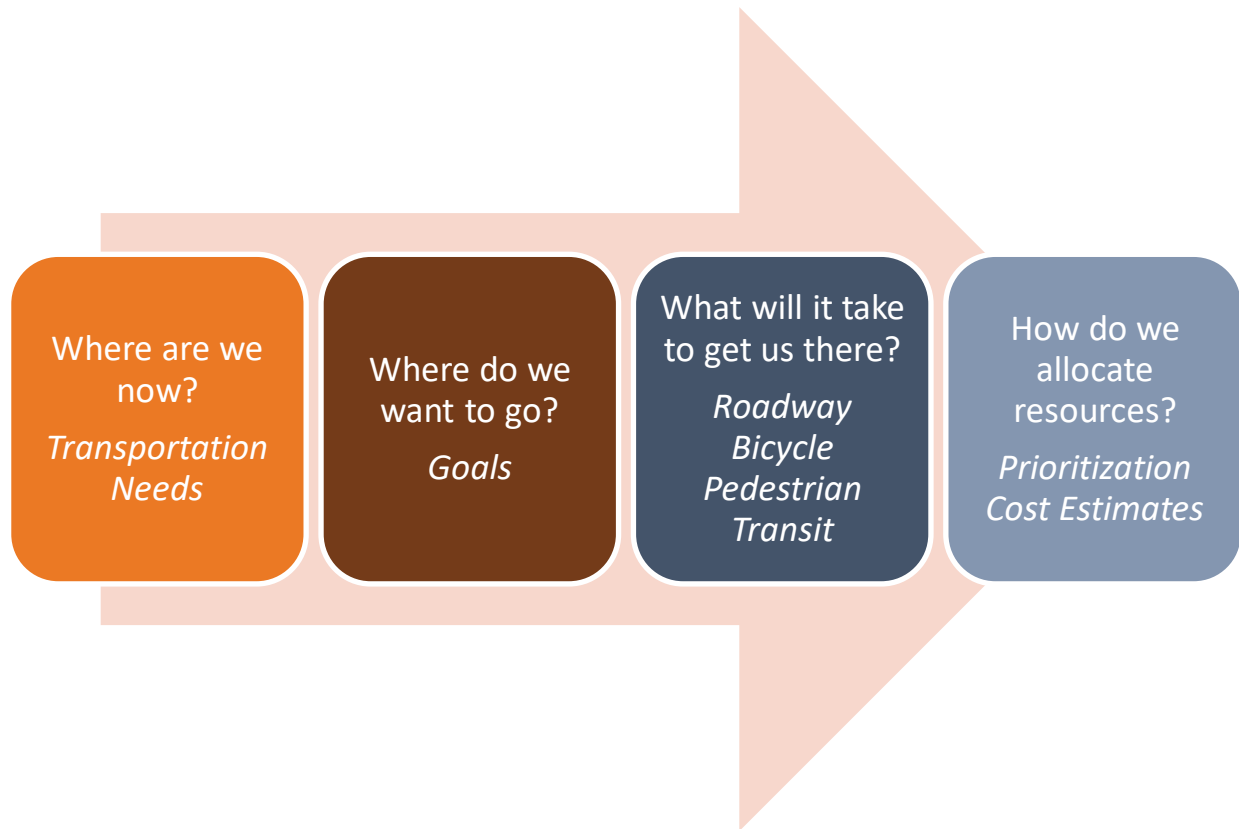 Where are we
now?
Transportation
Needs
Where do we
want to go?
Goals
What will it take
to get us there?
Roadway
Bicycle
Pedestrian
Transit
How do we
allocate
resources?
Prioritization
Cost Estimates